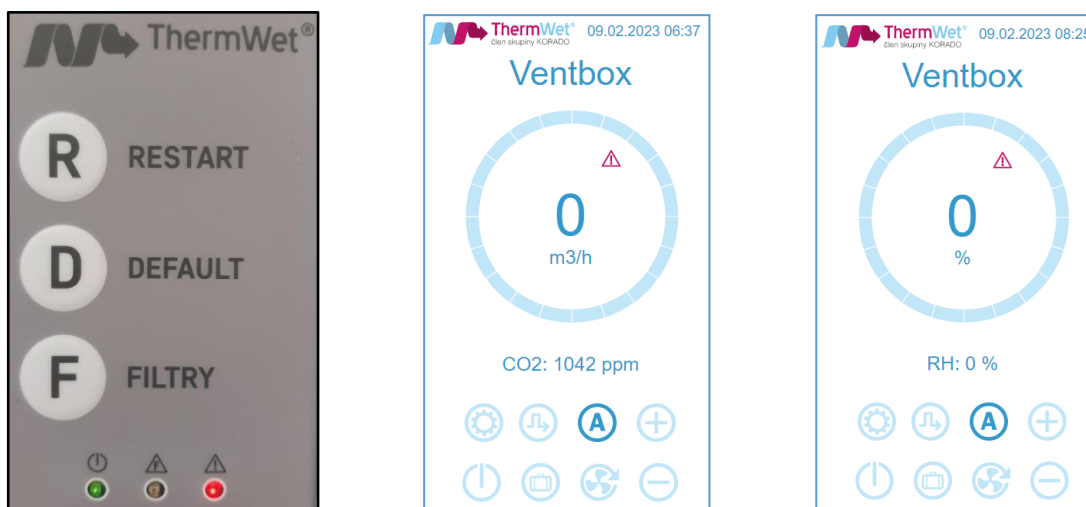 ThermWet®
R RESTART
D DEFAULT
F FILTRY
F
ThermWet® 09.02.2023 06:37
člen skupiny KORADO
Ventbox
0
m3/h
CO2: 1042 ppm
A
ThermWet® 09.02.2023 08:25
člen skupiny KORADO
Ventbox
0
%
RH: 0 %
A